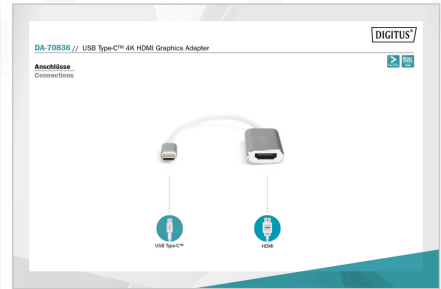 DIGITUS®
DA-70836 // USB Type-C™ 4K HDMI Graphics Adapter
Anschlüsse
Connections
USB Type-C™
HDMI